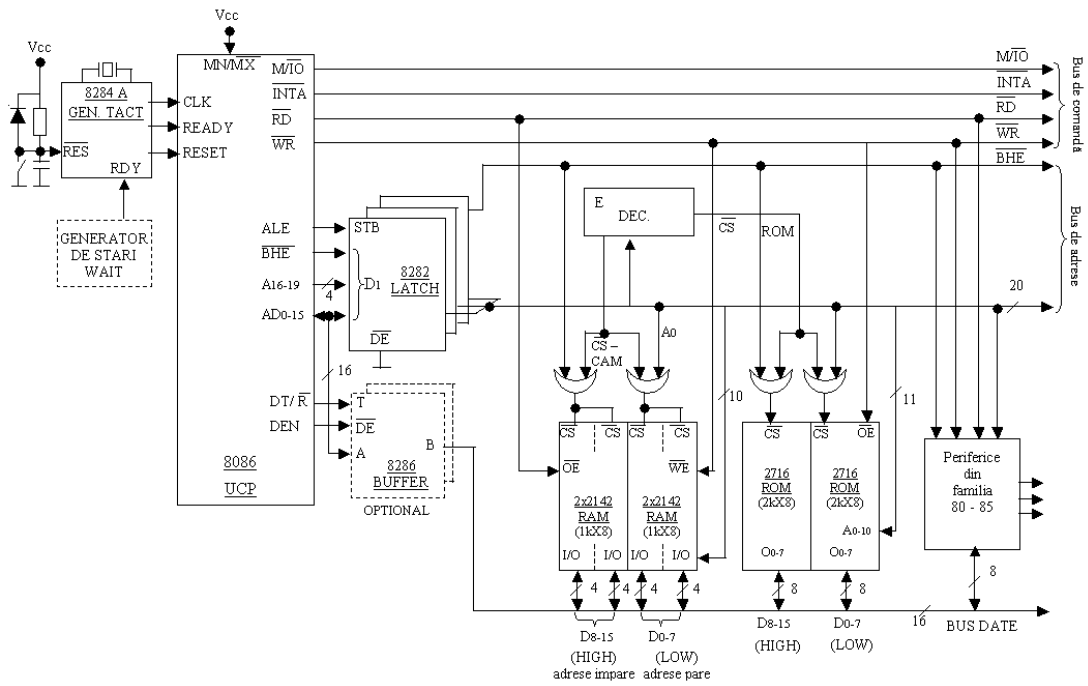 Vcc
Vcc
8284 A
GEN. TACT
RES
RDY
GENERATOR
DE STARI
WAIT
MN/MX
CLK
READY
RESET
M/IO
INTA
RD
WR
ALE
BHE
A16-19
AD0-15
DT/R
DEN
8086
UCP
4
16
STB
D1
8282
LATCH
DE
T
DE
A
B
8286
BUFFER
OPTIONAL
E
DEC.
CS
ROM
CS –
CAM
A0
10
11
20
M/IO
INTA
RD
WR
BHE
Bus de comandă
Bus de adrese
CS
CS
CS
CS
OE
WE
2x2142
RAM
(1kX8)
2x2142
RAM
(1kX8)
I/O
I/O
I/O
I/O
4
4
4
4
CS
CS
OE
2716
ROM
(2kX8)
2716
ROM
(2kX8)
A0-10
O0-7
O0-7
8
8
Periferice
din
familia
80 - 85
8
16
BUS DATE
D8-15
(HIGH)
adrese impare
D0-7
(LOW)
adrese pare
D8-15
(HIGH)
D0-7
(LOW)